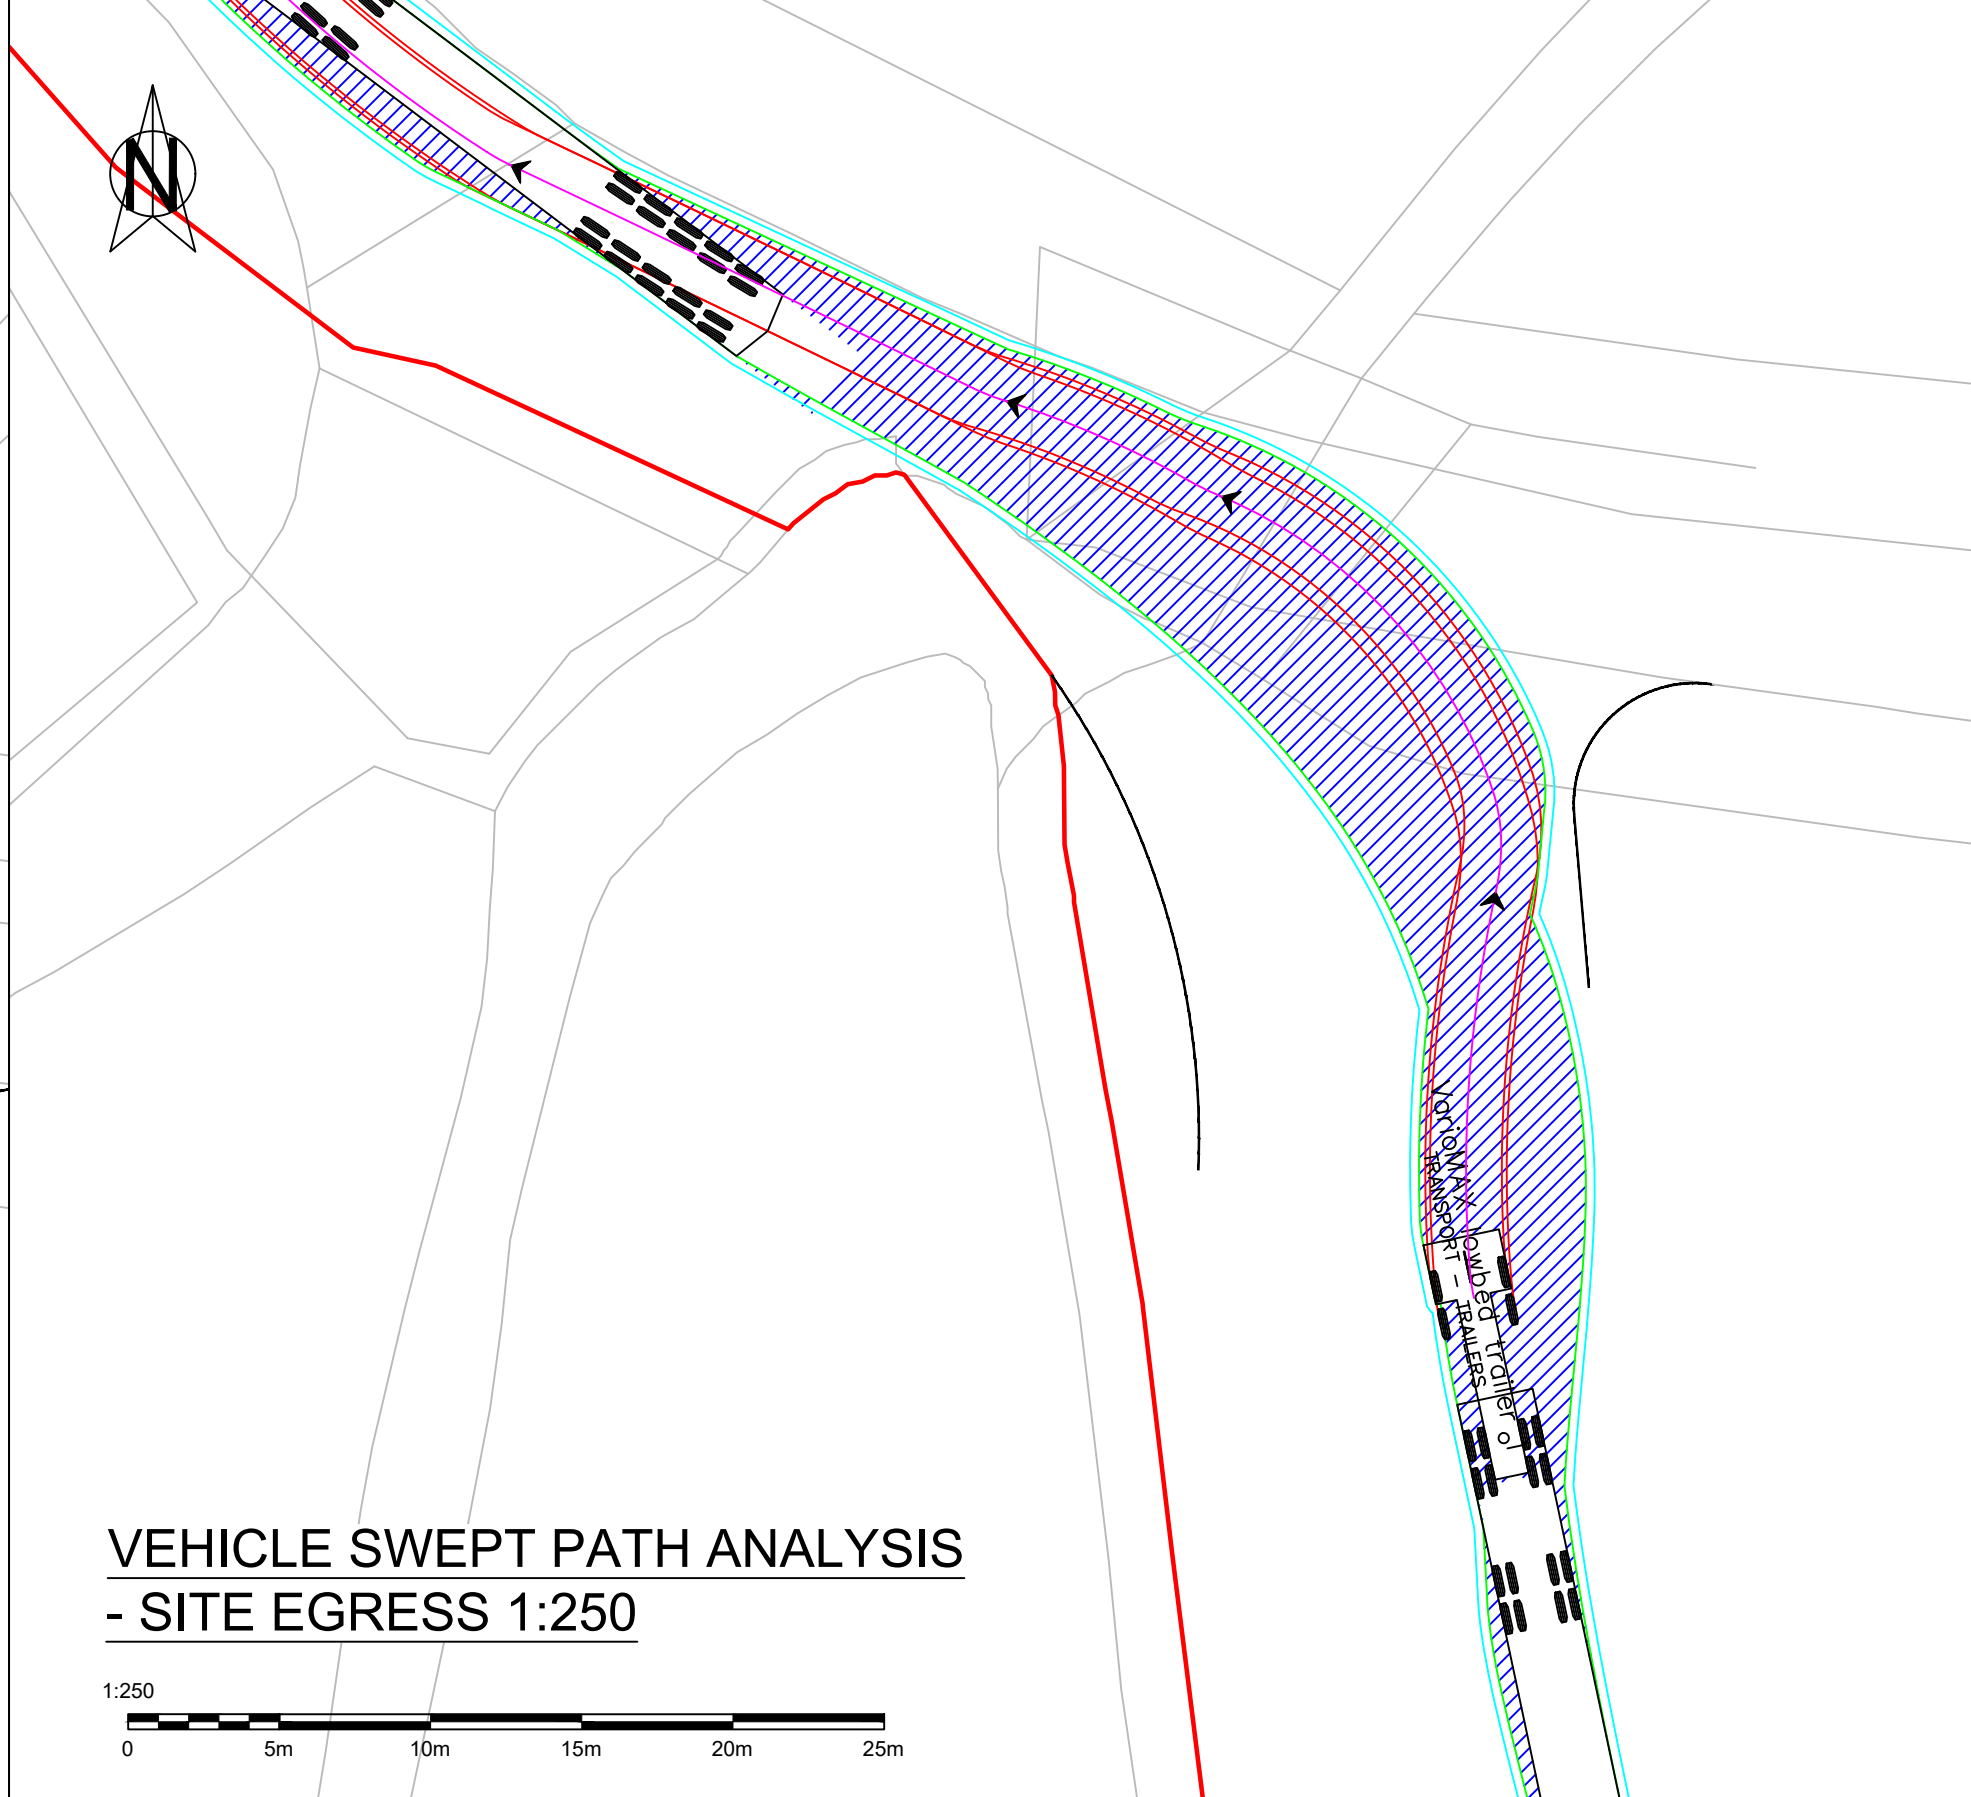 N
VarioMAX lowbed trailer
TRANSPORT - TRAILERS
VEHICLE SWEPT PATH ANALYSIS
- SITE EGRESS 1:250
1:250
0 5m 10m 15m 20m 25m